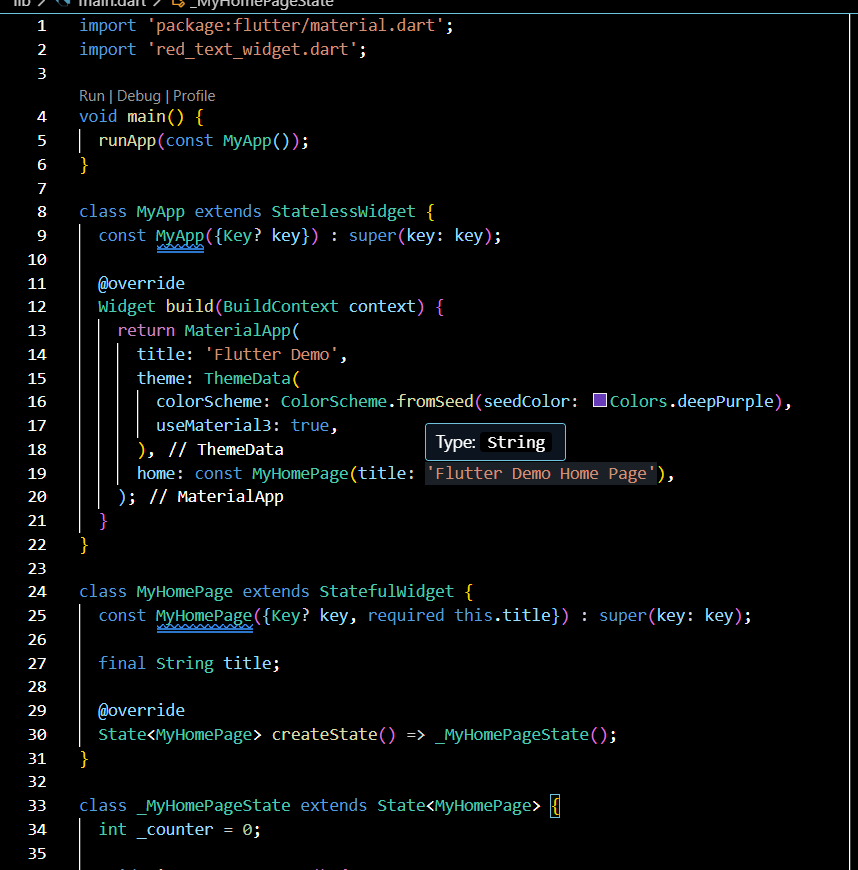 lib > main.dart > _MyHomePageState
1 import 'package:flutter/material.dart';
2 import 'red_text_widget.dart';
3
Run | Debug | Profile
4 void main() {
5 runApp(const MyApp());
6 }
7
8 class MyApp extends StatelessWidget {
9 const MyApp({Key? key}) : super(key: key);
10
11 @override
12 Widget build(BuildContext context) {
13 return MaterialApp(
14 title: 'Flutter Demo',
15 theme: ThemeData(
16 colorScheme: ColorScheme.fromSeed(seedColor: Colors.deepPurple),
17 useMaterial3: true,
Type: String
18 ), // ThemeData
19 home: const MyHomePage(title: 'Flutter Demo Home Page'),
20 ); // MaterialApp
21 }
22 }
23
24 class MyHomePage extends StatefulWidget {
25 const MyHomePage({Key? key, required this.title}) : super(key: key);
26
27 final String title;
28
29 @override
30 State<MyHomePage> createState() => _MyHomePageState();
31 }
32
33 class _MyHomePageState extends State<MyHomePage> {
34 int _counter = 0;
35